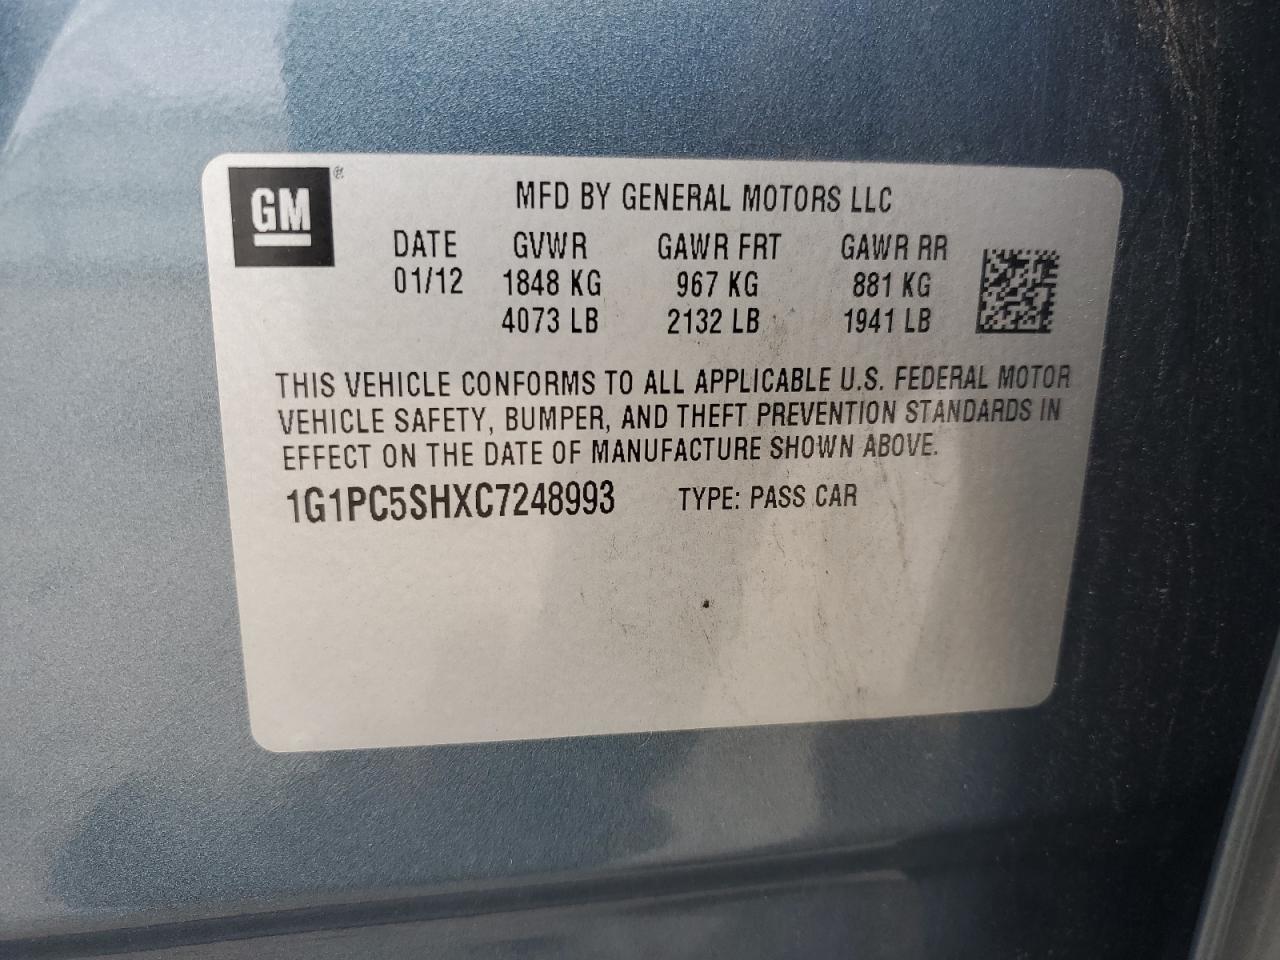 GM®
MFD BY GENERAL MOTORS LLC
DATE GVWR GAWR FRT GAWR RR
01/12 1848 KG 967 KG 881 KG
4073 LB 2132 LB 1941 LB
THIS VEHICLE CONFORMS TO ALL APPLICABLE U.S. FEDERAL MOTOR
VEHICLE SAFETY, BUMPER, AND THEFT PREVENTION STANDARDS IN
EFFECT ON THE DATE OF MANUFACTURE SHOWN ABOVE.
1G1PC5SHXC7248993 TYPE: PASS CAR